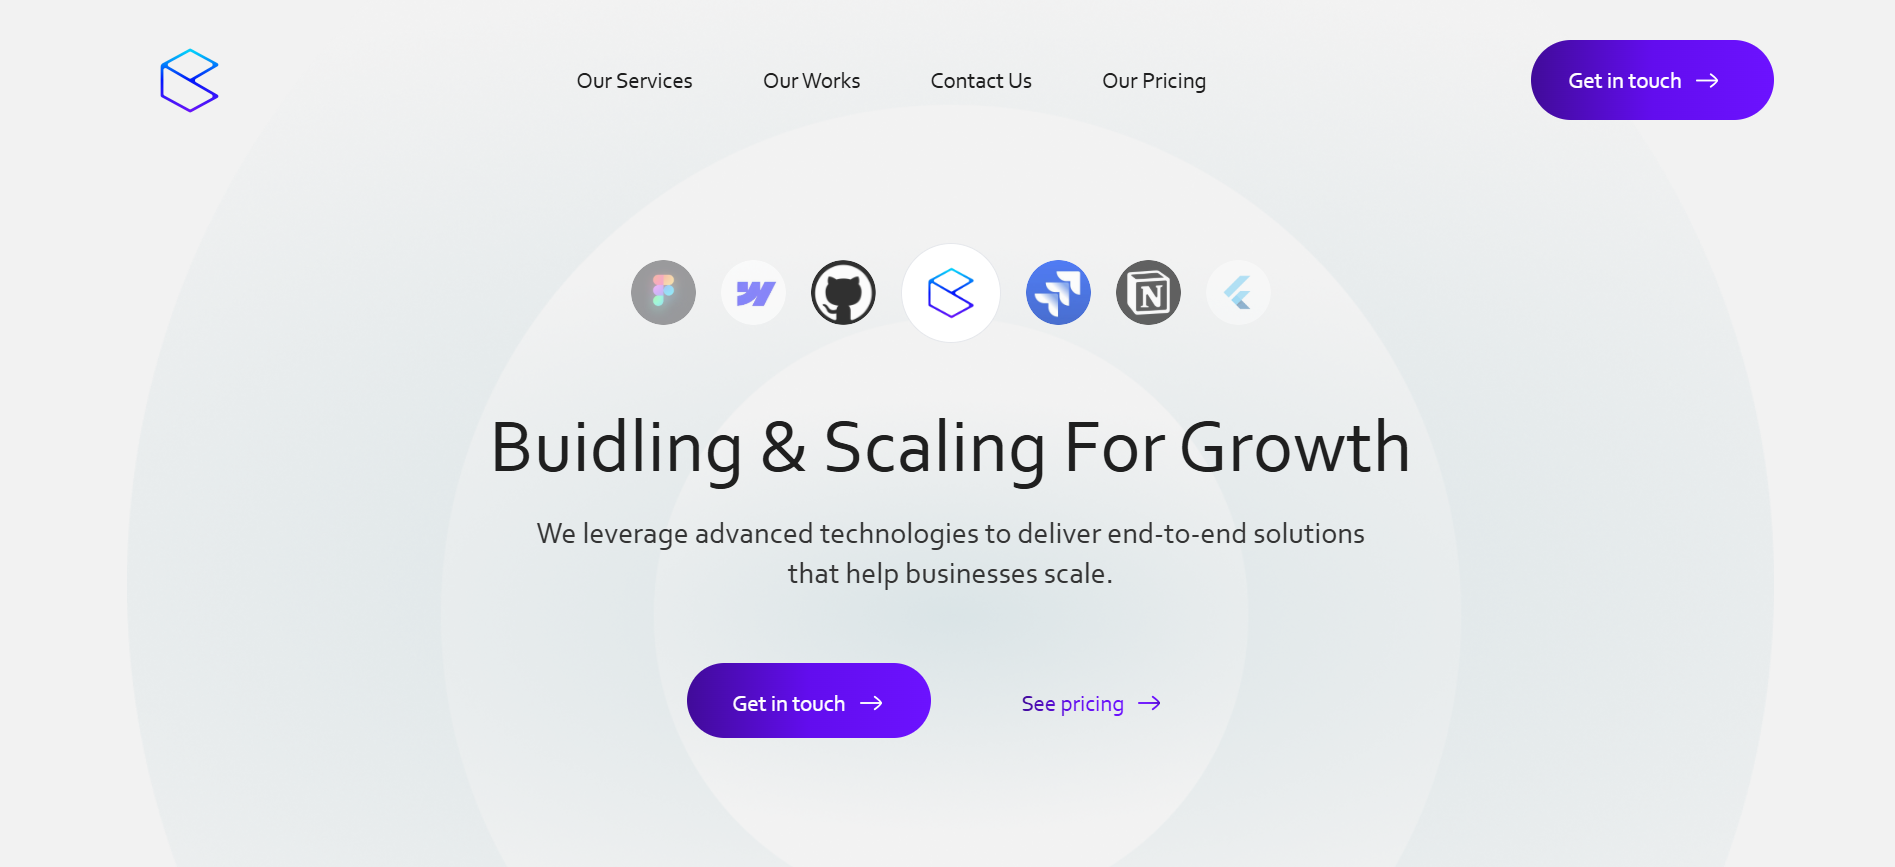 Our Services
Our Works
Contact Us
Our Pricing
Get in touch
N
Buidling & Scaling For Growth
We leverage advanced technologies to deliver end-to-end solutions
that help businesses scale.
Get in touch
See pricing